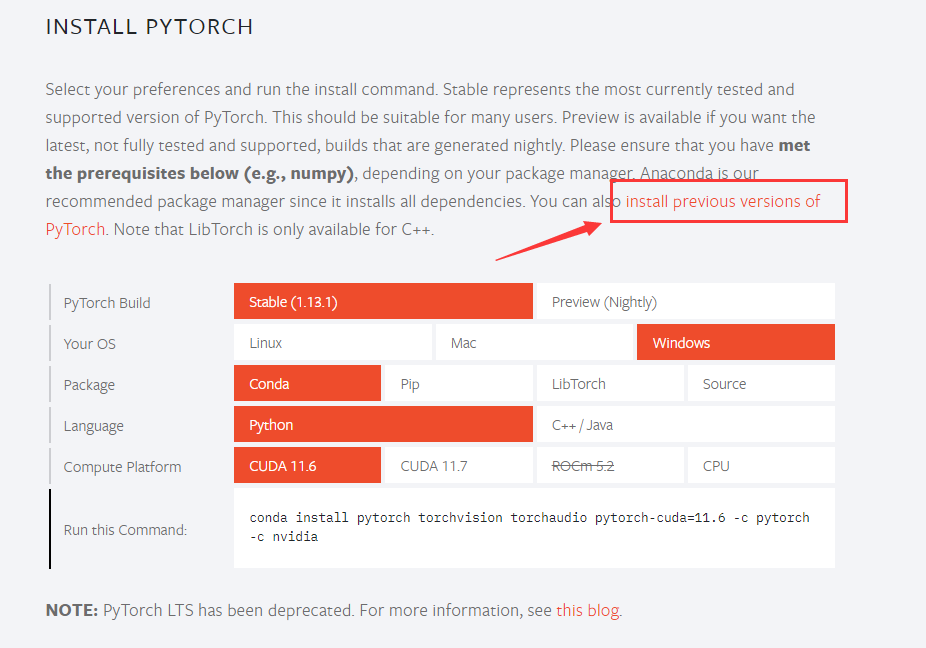 INSTALL PYTORCH
Select your preferences and run the install command. Stable represents the most currently tested and
supported version of PyTorch. This should be suitable for many users. Preview is available if you want the
latest, not fully tested and supported, builds that are generated nightly. Please ensure that you have met
the prerequisites below (e.g., numpy), depending on your package manager. Anaconda is our
recommended package manager since it installs all dependencies. You can also install previous versions of
PyTorch. Note that LibTorch is only available for C++.
PyTorch Build Stable (1.13.1) Preview (Nightly)
Your OS Linux Mac Windows
Package Conda Pip LibTorch Source
Language Python C++ / Java
Compute Platform CUDA 11.6 CUDA 11.7 ROCm 5.2 CPU
Run this Command: conda install pytorch torchvision torchaudio pytorch-cuda=11.6 -c pytorch
-c nvidia
NOTE: PyTorch LTS has been deprecated. For more information, see this blog.